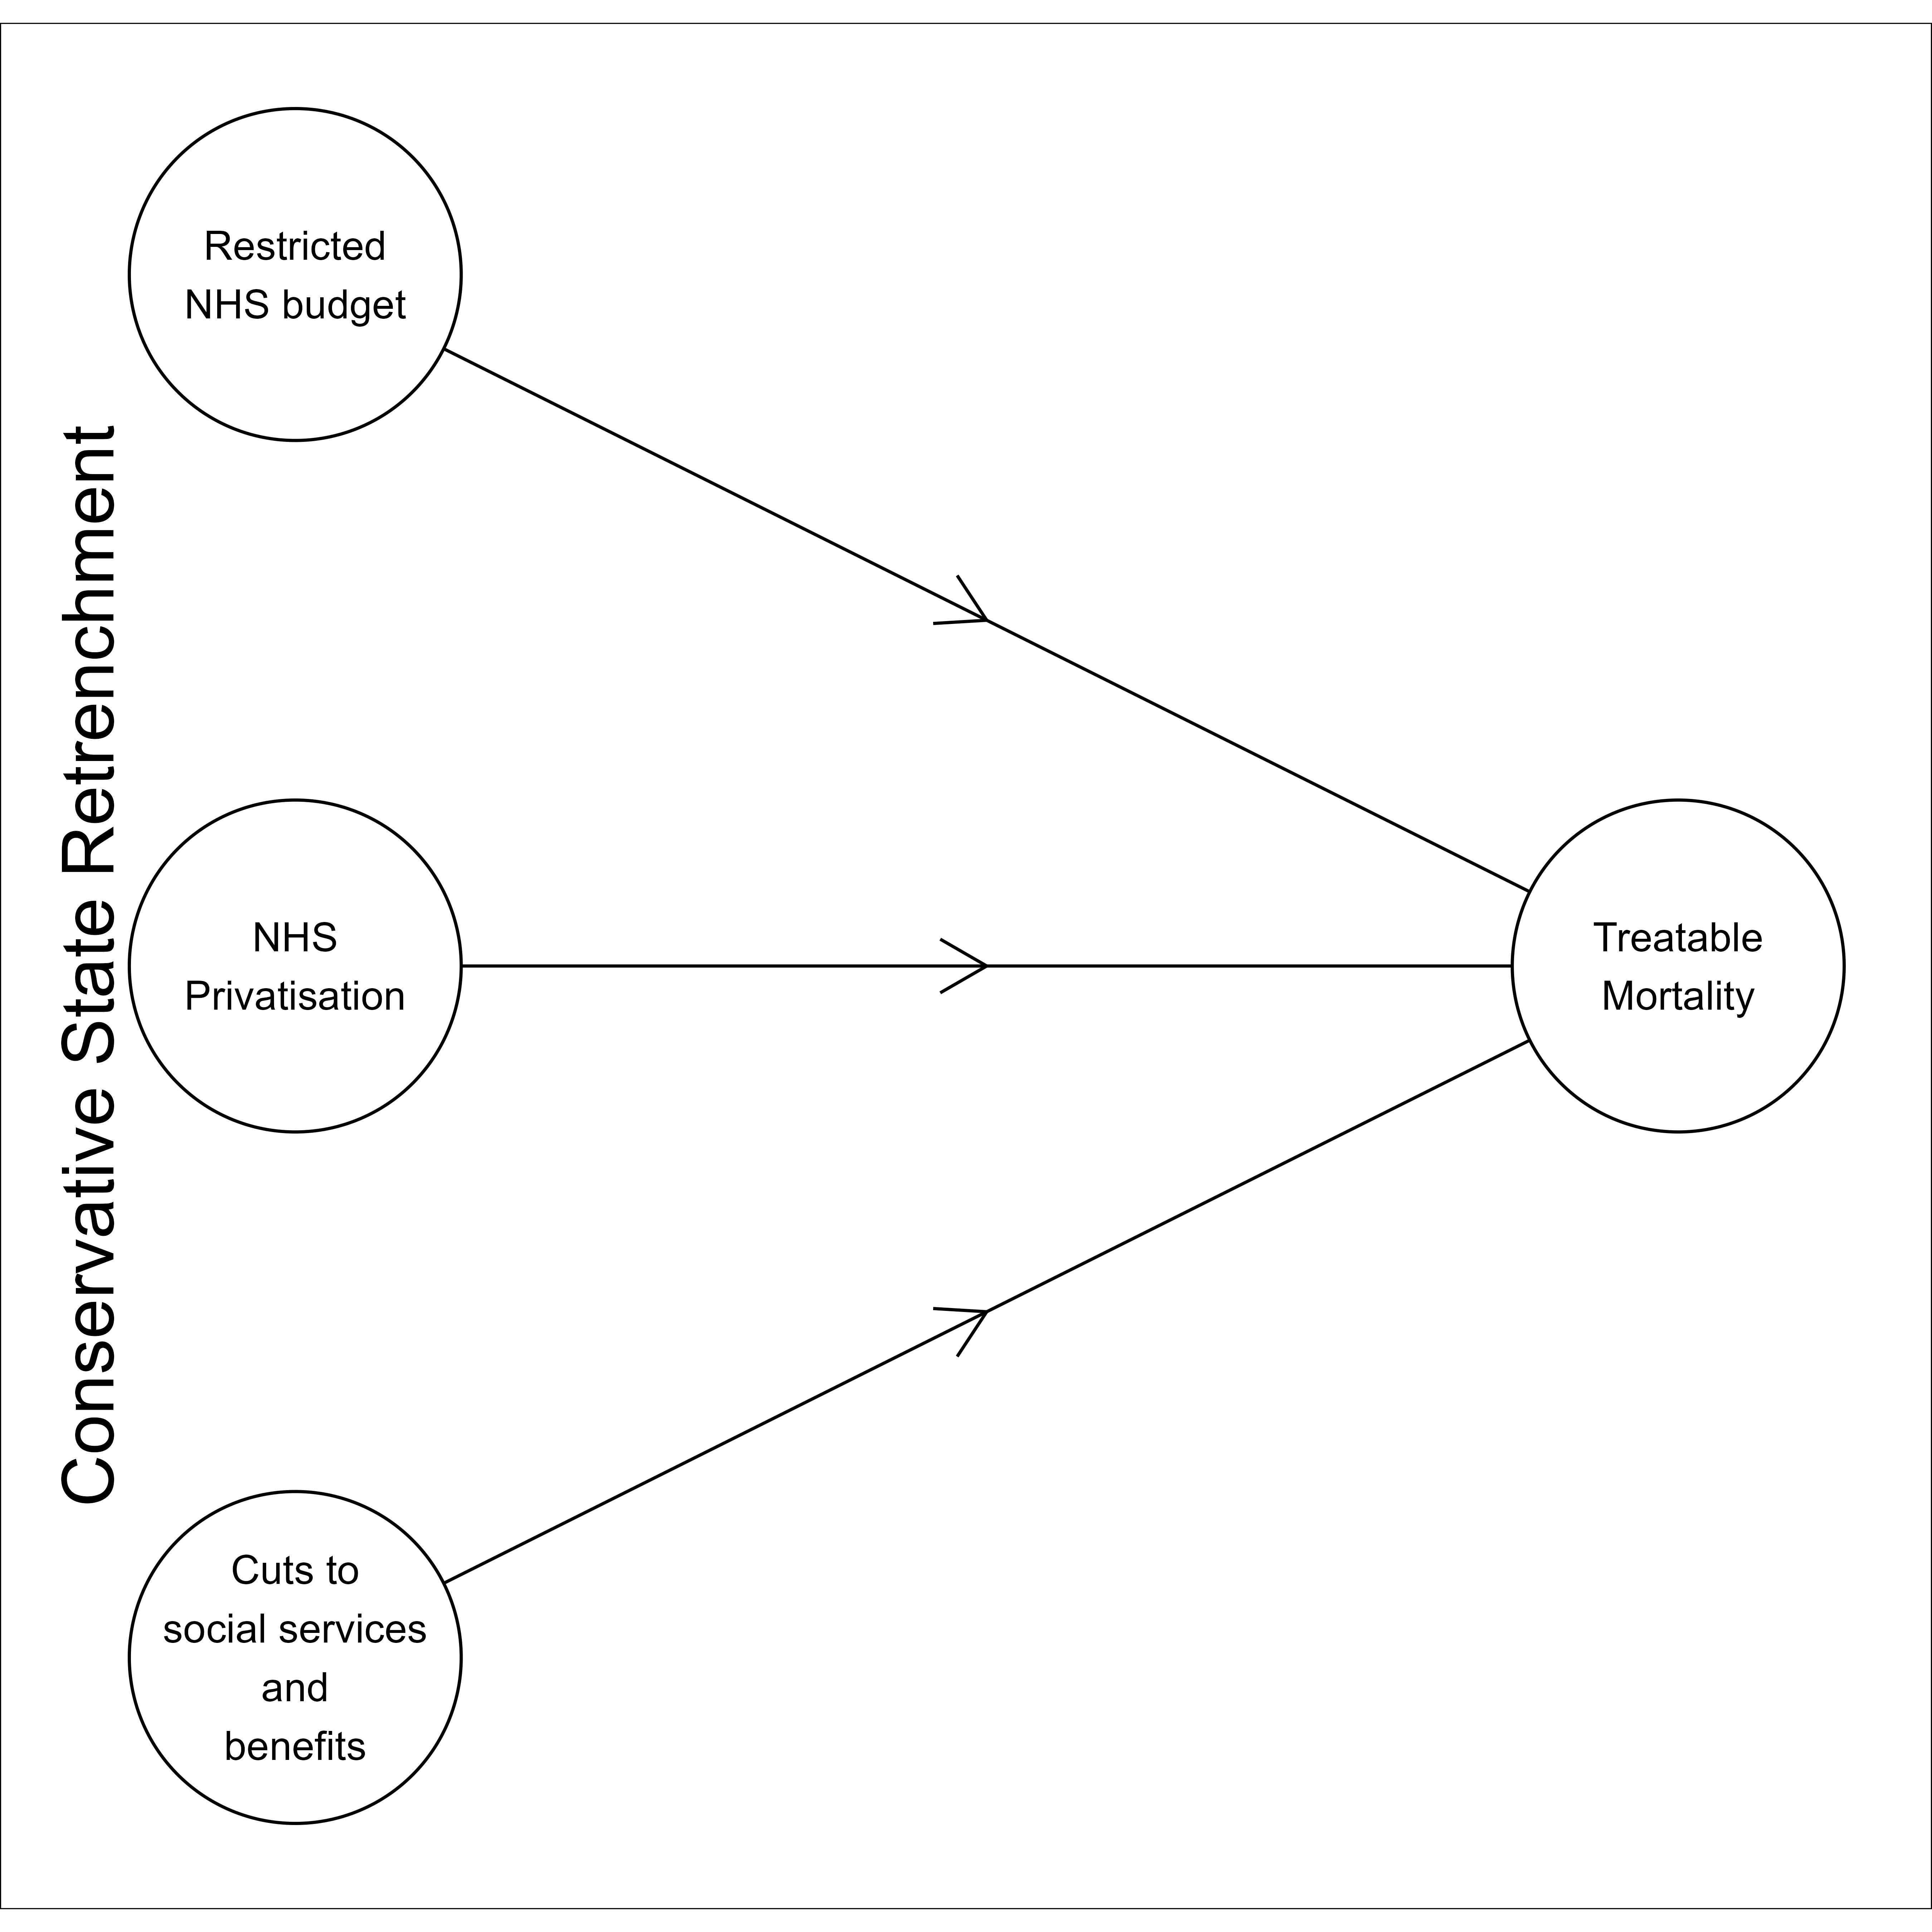 Conservative State Retrenchment
Restricted
NHS budget
NHS
Privatisation
Cuts to
social services
and
benefits
Treatable
Mortality